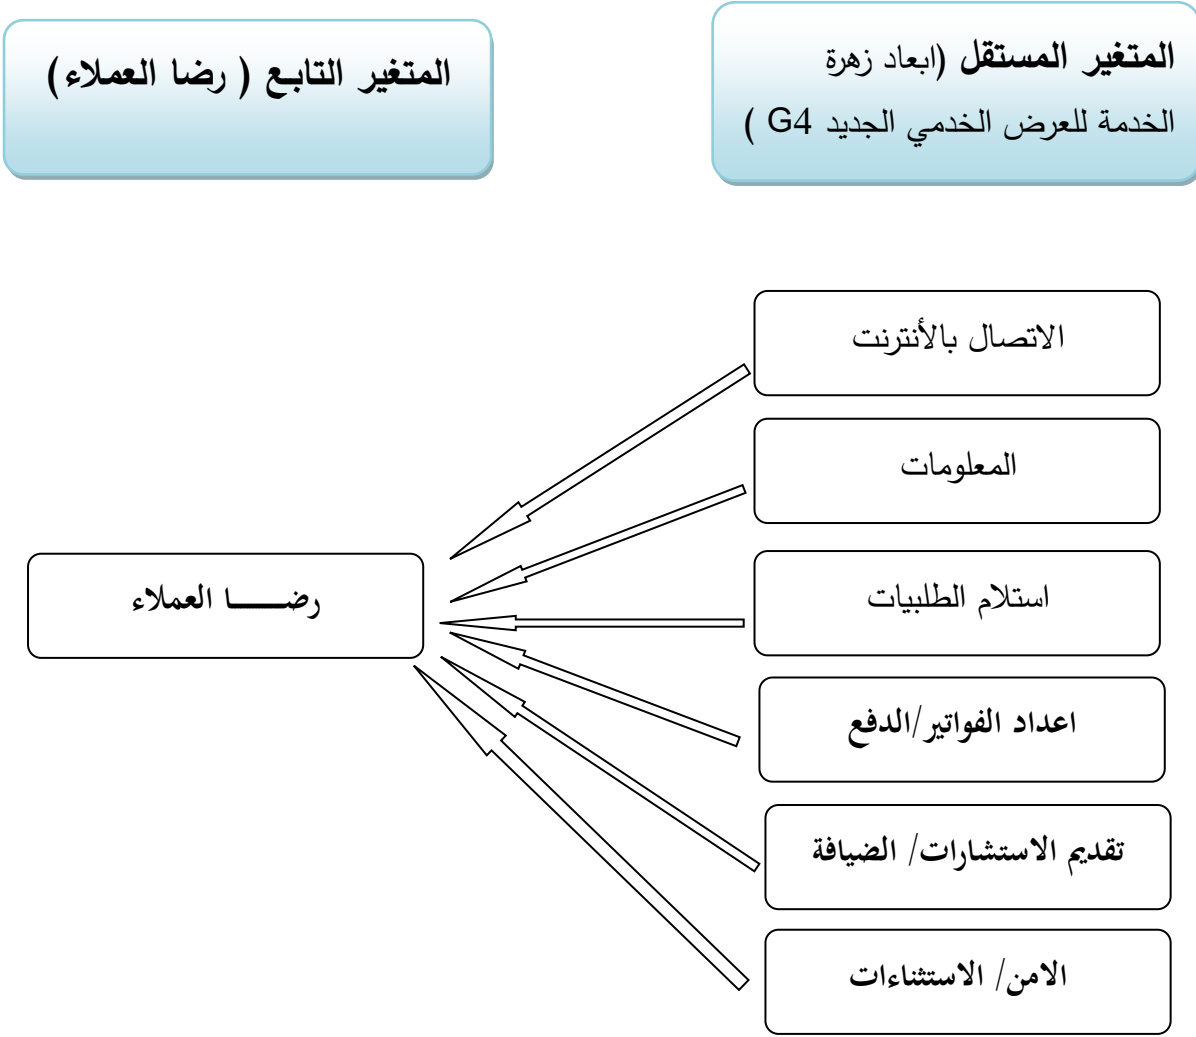 المتغير المستقل (ابعاد زهرة
الخدمة للعرض الخدمي الجديد G4 )
المتغير التابع ( رضا العملاء)
الاتصال بالأنترنت
المعلومات
استلام الطلبيات
رضــــــا العملاء
اعداد الفواتير/الدفع
تقديم الاستشارات/ الضيافة
الامن/ الاستثناءات